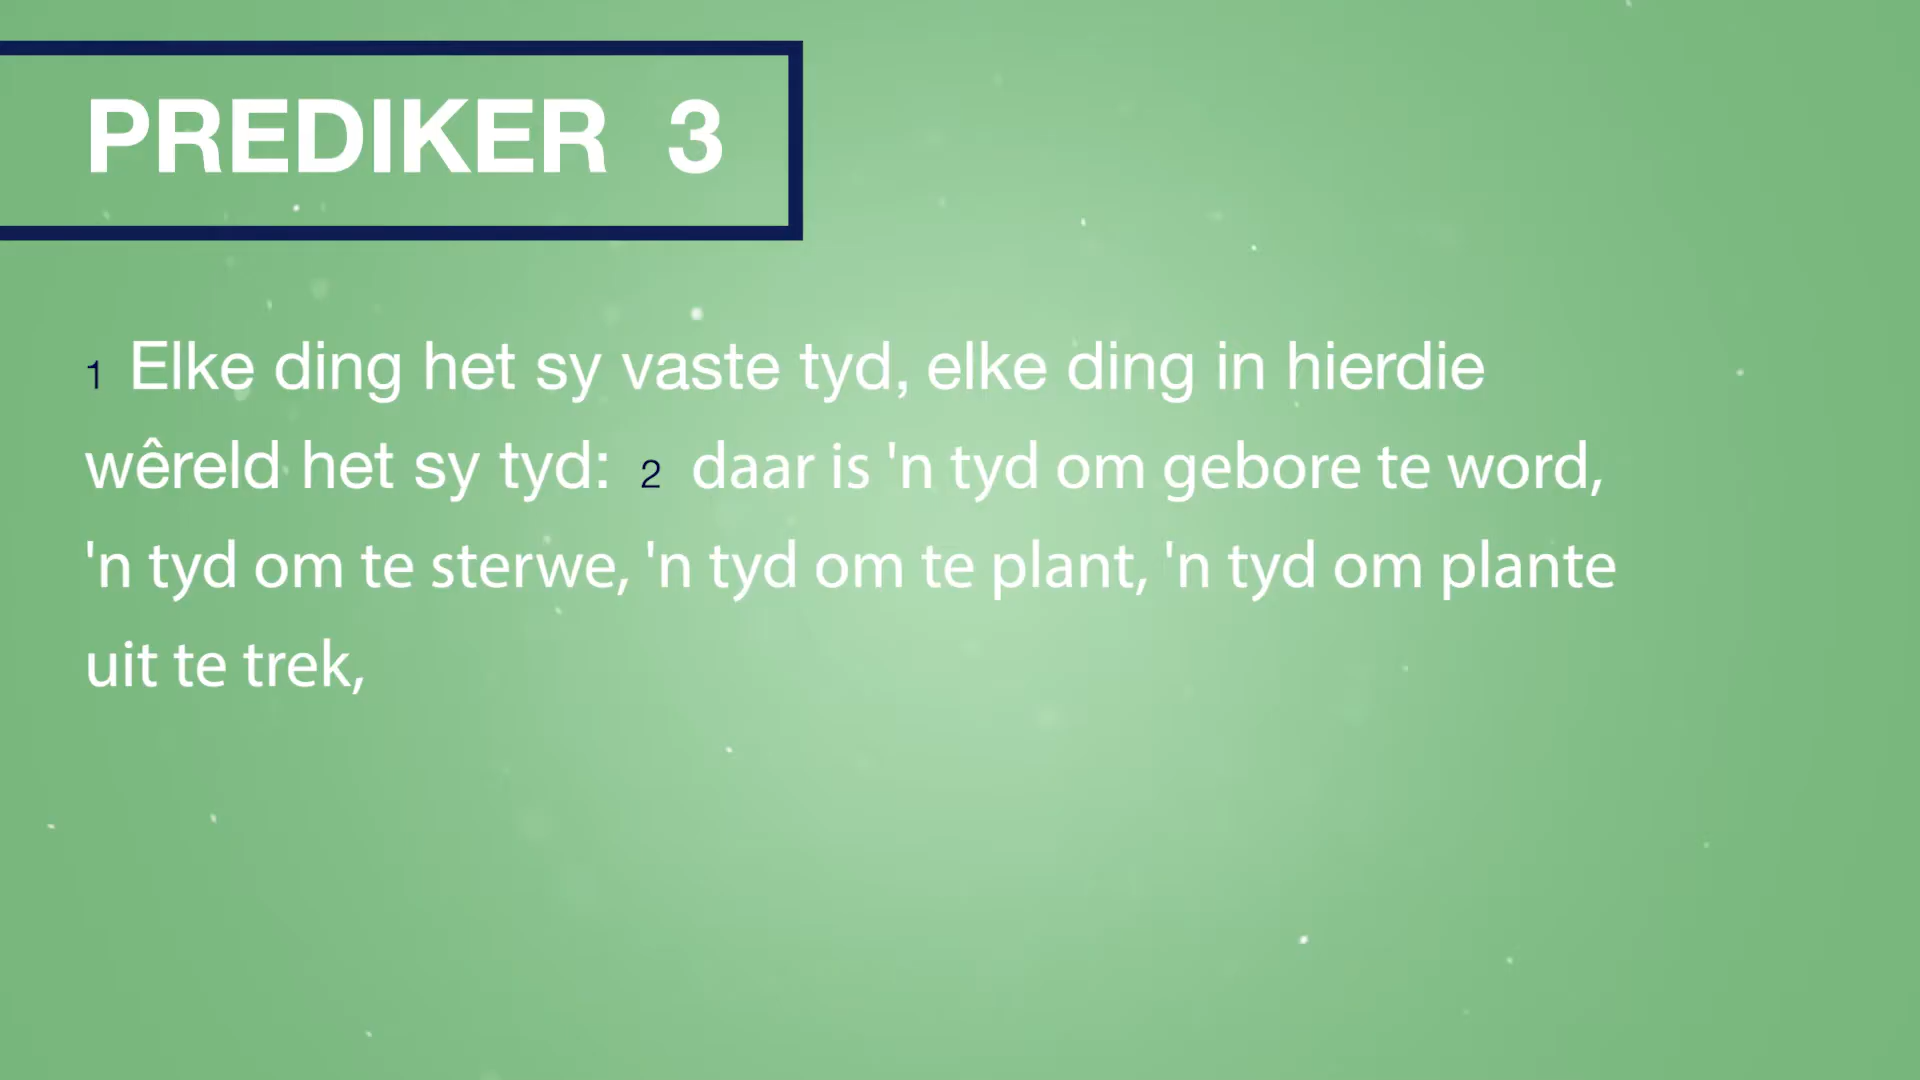 PREDIKER 3
1 Elke ding het sy vaste tyd, elke ding in hierdie
wêreld het sy tyd: 2 daar is 'n tyd om gebore te word,
'n tyd om te sterwe, 'n tyd om te plant, 'n tyd om plante
uit te trek,